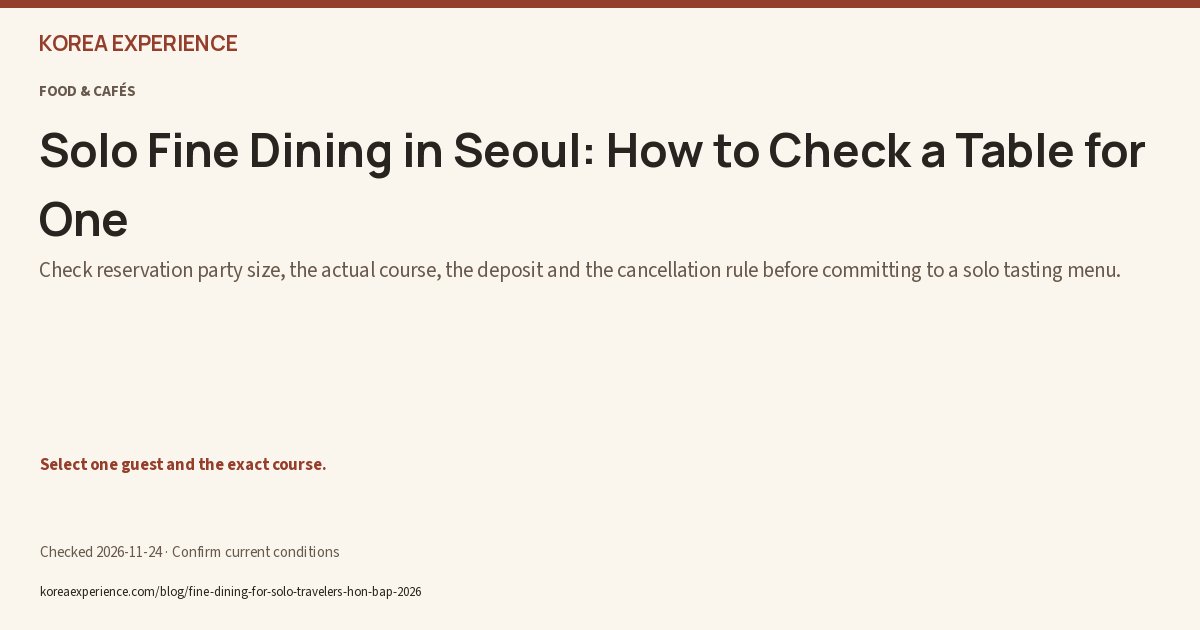 KOREA EXPERIENCE
FOOD & CAFÉS
Solo Fine Dining in Seoul: How to Check a Table for
One
Check reservation party size, the actual course, the deposit and the cancellation rule before committing to a solo tasting menu.
Select one guest and the exact course.
Checked 2026-11-24 · Confirm current conditions
koreaexperience.com/blog/fine-dining-for-solo-travelers-hon-bap-2026